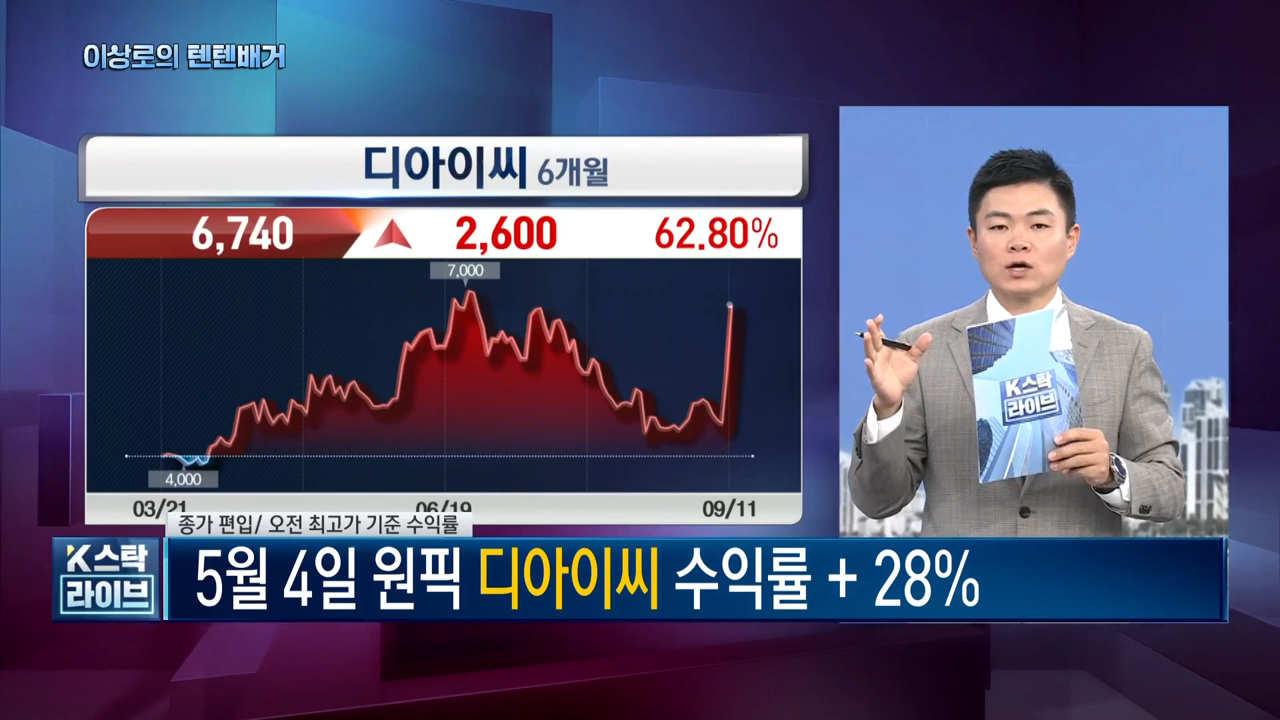 이상로의 텐텐배거
디아이씨 6개월
6,740 ▲ 2,600 62.80%
7,000
4,000
03/21 06/19 09/11
K스탁
라이브
종가 편입/ 오전 최고가 기준 수익률
K스탁
라이브
5월 4일 원픽 디아이씨 수익률 + 28%